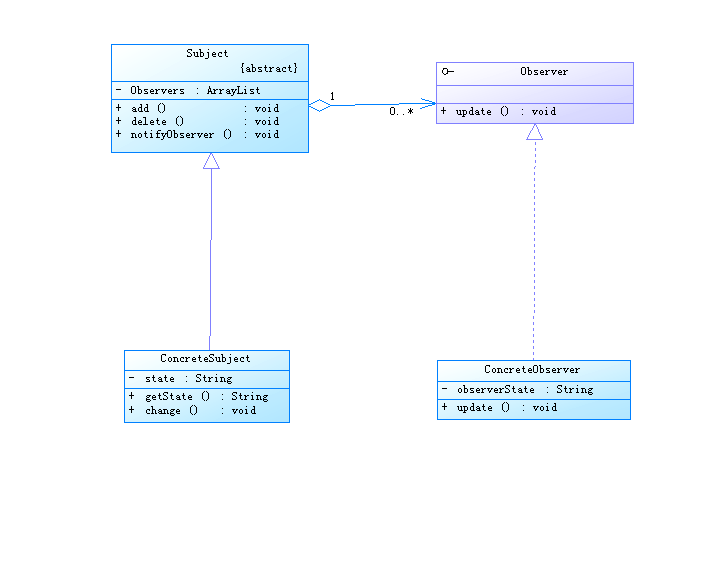 Subject
{abstract}
- Observers : ArrayList
+ add () : void
+ delete () : void
+ notifyObserver () : void
1
0..*
Observer
+ update () : void
ConcreteSubject
- state : String
+ getState () : String
+ change () : void
ConcreteObserver
- observerState : String
+ update () : void